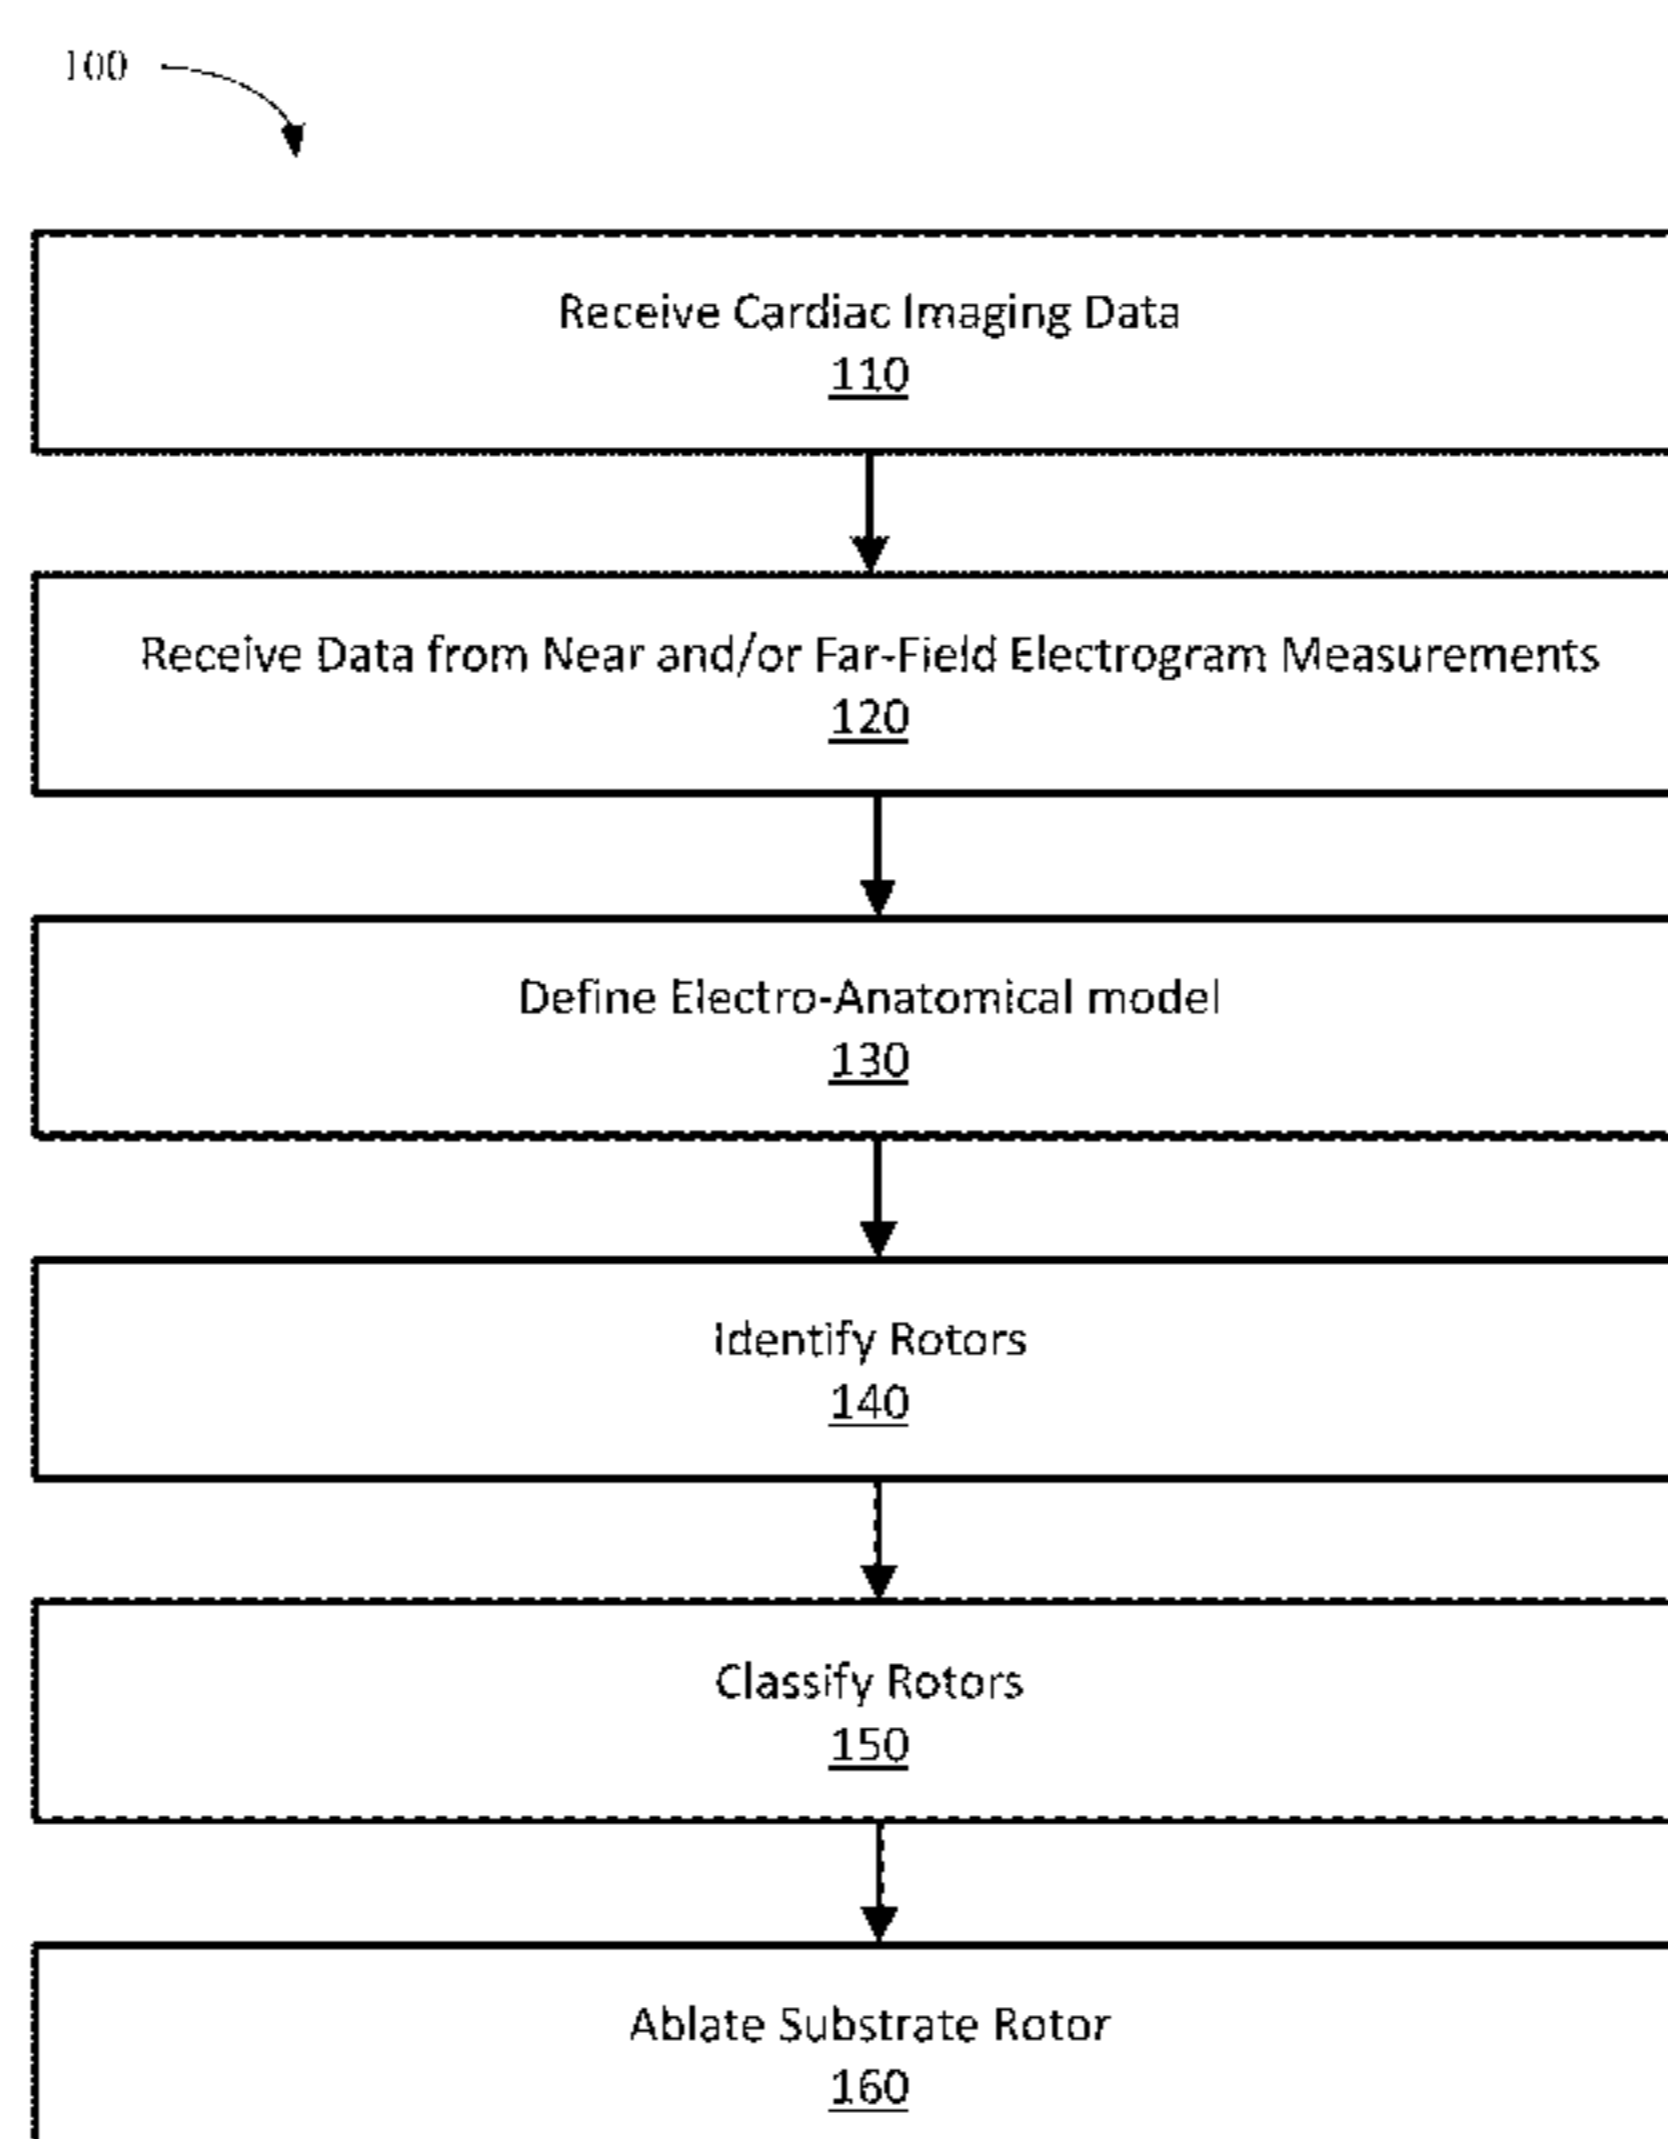 100
Receive Cardiac Imaging Data
110
Receive Data from Near and/or Far-Field Electrogram Measurements
120
Define Electro-Anatomical model
130
Identify Rotors
140
Classify Rotors
150
Ablate Substrate Rotor
160